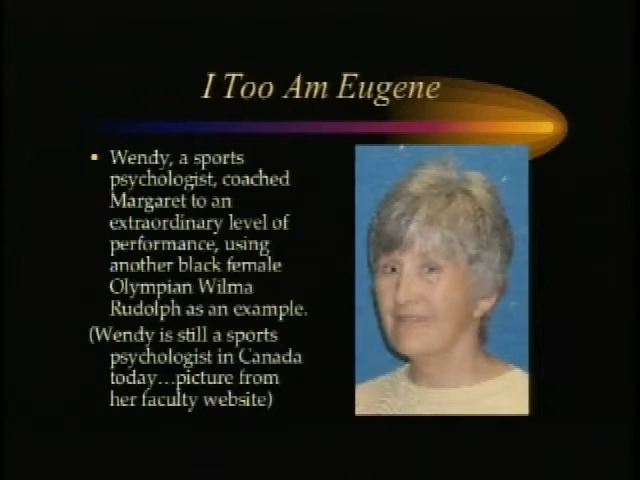 I Too Am Eugene
Wendy, a sports
psychologist, coached
Margaret to an
extraordinary level of
performance, using
another black female
Olympian Wilma
Rudolph as an example.
(Wendy is still a sports
psychologist in Canada
today…picture from
her faculty website)